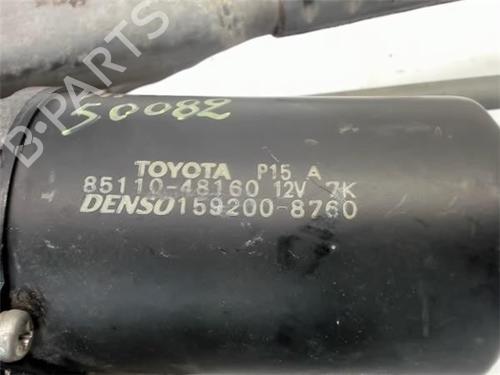 B-PARTS
50082
TOYOTA P15 A
85110-48160 12V 7K
DENSO 159200-8760